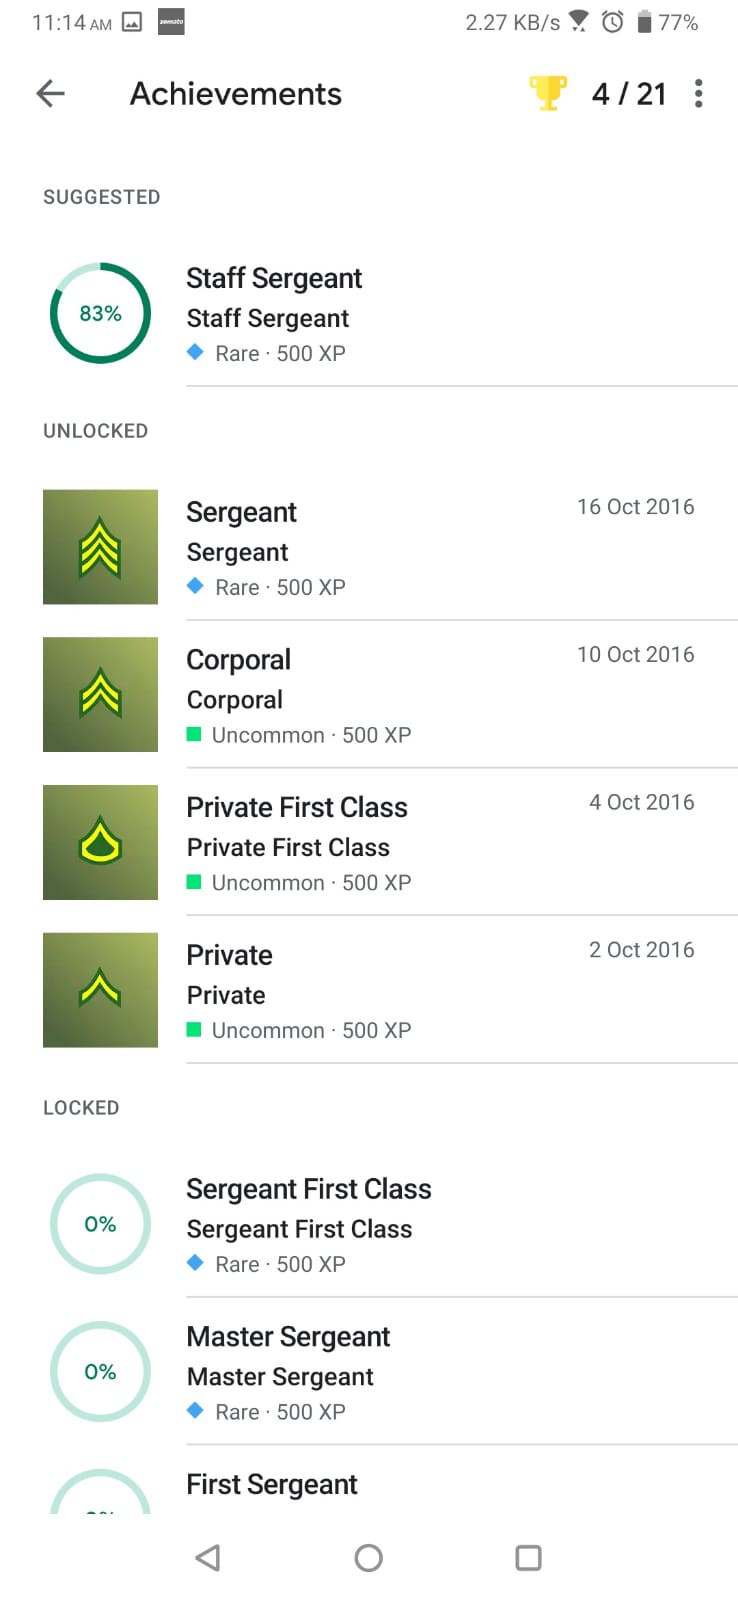 11:14 AM zomato 2.27 KB/s 77%
Achievements 4 / 21
SUGGESTED
83%
Staff Sergeant
Staff Sergeant
Rare · 500 XP
UNLOCKED
Sergeant 16 Oct 2016
Sergeant
Rare · 500 XP
Corporal 10 Oct 2016
Corporal
Uncommon · 500 XP
Private First Class 4 Oct 2016
Private First Class
Uncommon · 500 XP
Private 2 Oct 2016
Private
Uncommon · 500 XP
LOCKED
0%
Sergeant First Class
Sergeant First Class
Rare · 500 XP
0%
Master Sergeant
Master Sergeant
Rare · 500 XP
First Sergeant